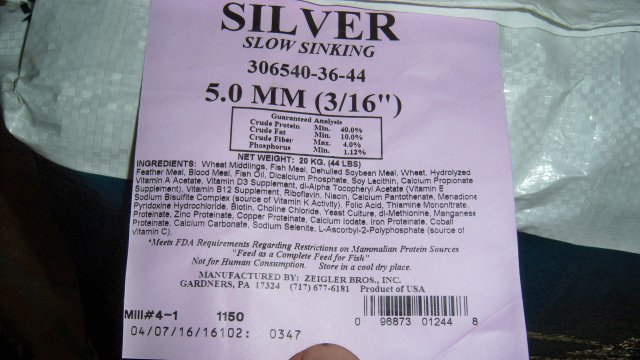 SILVER
SLOW SINKING
306540-36-44
5.0 MM (3/16")
Guaranteed Analysis
Crude Protein Min. 40.0%
Crude Fat Min. 10.0%
Crude Fiber Max. 4.0%
Phosphorus Min. 1.12%
NET WEIGHT: 20 KG. (44 LBS)
INGREDIENTS: Wheat Middlings, Fish Meal, Dehulled Soybean Meal, Wheat, Hydrolyzed
Feather Meal, Blood Meal, Fish Oil, Dicalcium Phosphate, Soy Lecithin, Calcium Propionate
Vitamin A Acetate, Vitamin D3 Supplement, dl-Alpha Tocopheryl Acetate (Vitamin E
Supplement), Vitamin B12 Supplement, Riboflavin, Niacin, Calcium Pantothenate, Menadione
Sodium Bisulfite Complex (source of Vitamin K Activity), Folic Acid, Thiamine Mononitrate,
Pyridoxine Hydrochloride, Biotin, Choline Chloride, Yeast Culture, dl-Methionine, Manganese
Proteinate, Zinc Proteinate, Copper Proteinate, Calcium Iodate, Iron Proteinate, Cobalt
Proteinate, Calcium Carbonate, Sodium Selenite, L-Ascorbyl-2-Polyphosphate (source of
Vitamin C).
*Meets FDA Requirements Regarding Restrictions on Mammalian Protein Sources
"Feed as a Complete Feed for Fish"
Not for Human Consumption. Store in a cool dry place.
MANUFACTURED BY: ZEIGLER BROS., INC.
GARDNERS, PA 17324 (717) 677-6181 Product of USA
Mill#4-1 1150
04/07/16/16102: 0347
0 96873 01244 8